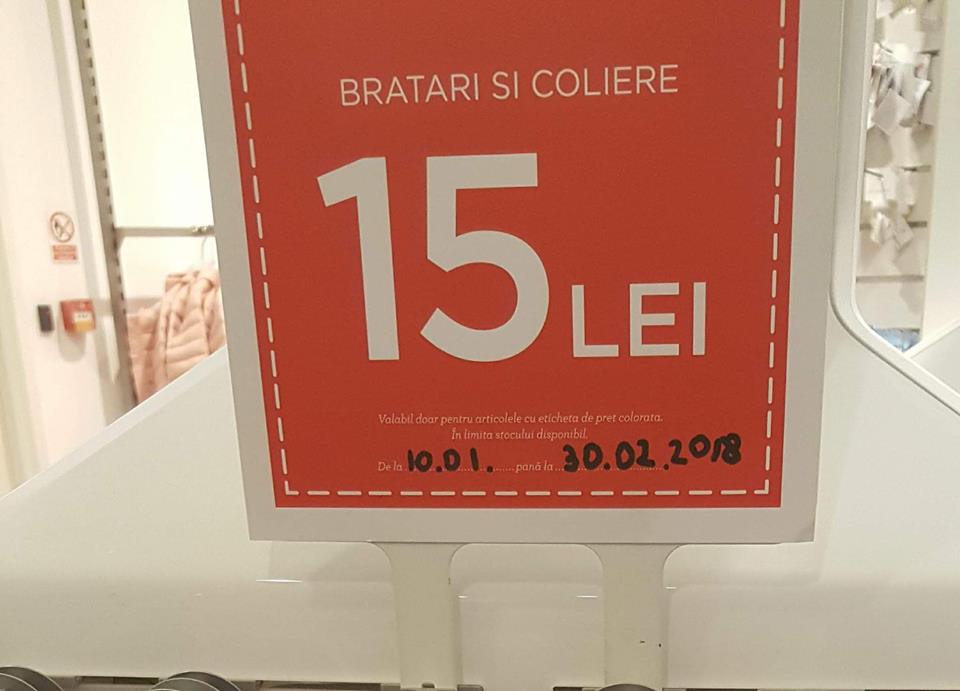 BRATARI SI COLIERE
15 LEI
Valabil doar pentru articolele cu eticheta de pret colorata.
În limita stocului disponibil.
De la 10.01. pană la 30.02.2018